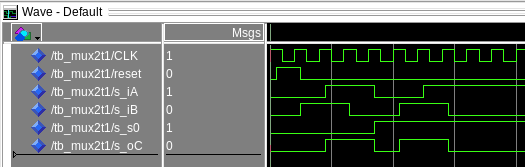 Wave - Default
Msgs
/tb_mux2t1/CLK 1
/tb_mux2t1/reset 0
/tb_mux2t1/s_iA 1
/tb_mux2t1/s_iB 0
/tb_mux2t1/s_s0 1
/tb_mux2t1/s_oC 0